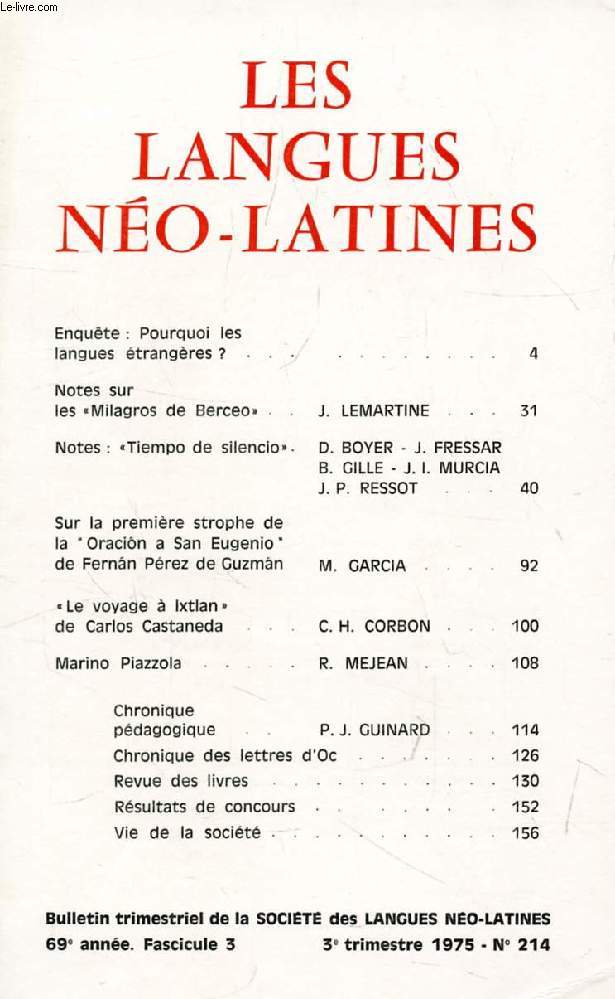 Le-livre.com
LES
LANGUES
NÉO-LATINES
Enquête : Pourquoi les
langues étrangères ? . . . . . . . . . . . 4
Notes sur
les «Milagros de Berceo» . . J. LEMARTINE . . . 31
Notes : «Tiempo de silencio» . D. BOYER - J. FRESSAR
B. GILLE - J. I. MURCIA
J. P. RESSOT . . . 40
Sur la première strophe de
la "Oración a San Eugenio"
de Fernán Pérez de Guzmán M. GARCIA . . . . 92
«Le voyage à Ixtlan»
de Carlos Castaneda . . . C. H. CORBON . . . 100
Marino Piazzola . . . . . R. MEJEAN . . . . 108
Chronique
pédagogique . . P. J. GUINARD . . . 114
Chronique des lettres d'Oc . . . . . . . 126
Revue des livres . . . . . . . . . . . 130
Résultats de concours . . . . . . . . . 152
Vie de la société . . . . . . . . . . . 156
Bulletin trimestriel de la SOCIÉTÉ des LANGUES NÉO-LATINES
69e année. Fascicule 3 3e trimestre 1975 - N° 214